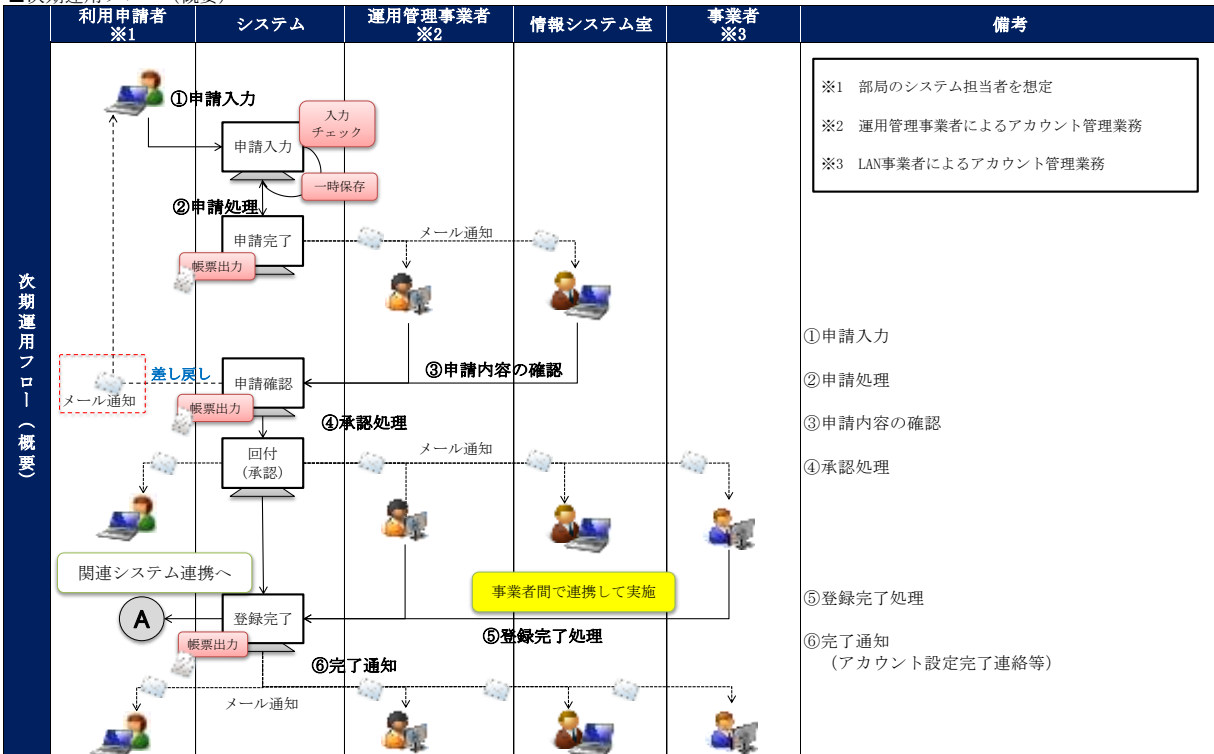 利用申請者
※1
システム
運用管理事業者
※2
情報システム室
事業者
※3
備考
次期運用フロー（概要）
※1　部局のシステム担当者を想定
※2　運用管理事業者によるアカウント管理業務
※3　LAN事業者によるアカウント管理業務
①申請入力
入力
チェック
申請入力
一時保存
②申請処理
申請完了
メール通知
帳票出力
①申請入力
③申請内容の確認
差し戻し
申請確認
②申請処理
メール通知
帳票出力
④承認処理
③申請内容の確認
回付
（承認）
メール通知
④承認処理
関連システム連携へ
事業者間で連携して実施
A
登録完了
⑤登録完了処理
⑤登録完了処理
帳票出力
⑥完了通知
⑥完了通知
（アカウント設定完了連絡等）
メール通知